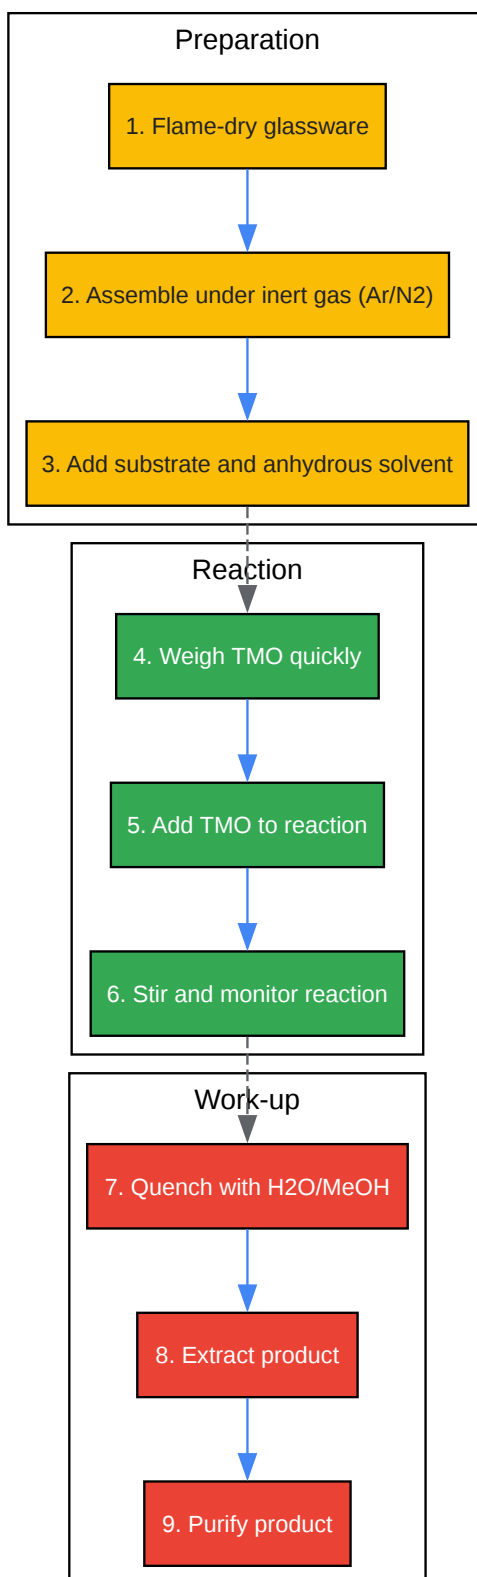 Preparation
1. Flame-dry glassware
2. Assemble under inert gas (Ar/N2)
3. Add substrate and anhydrous solvent
Reaction
4. Weigh TMO quickly
5. Add TMO to reaction
6. Stir and monitor reaction
Work-up
7. Quench with H2O/MeOH
8. Extract product
9. Purify product